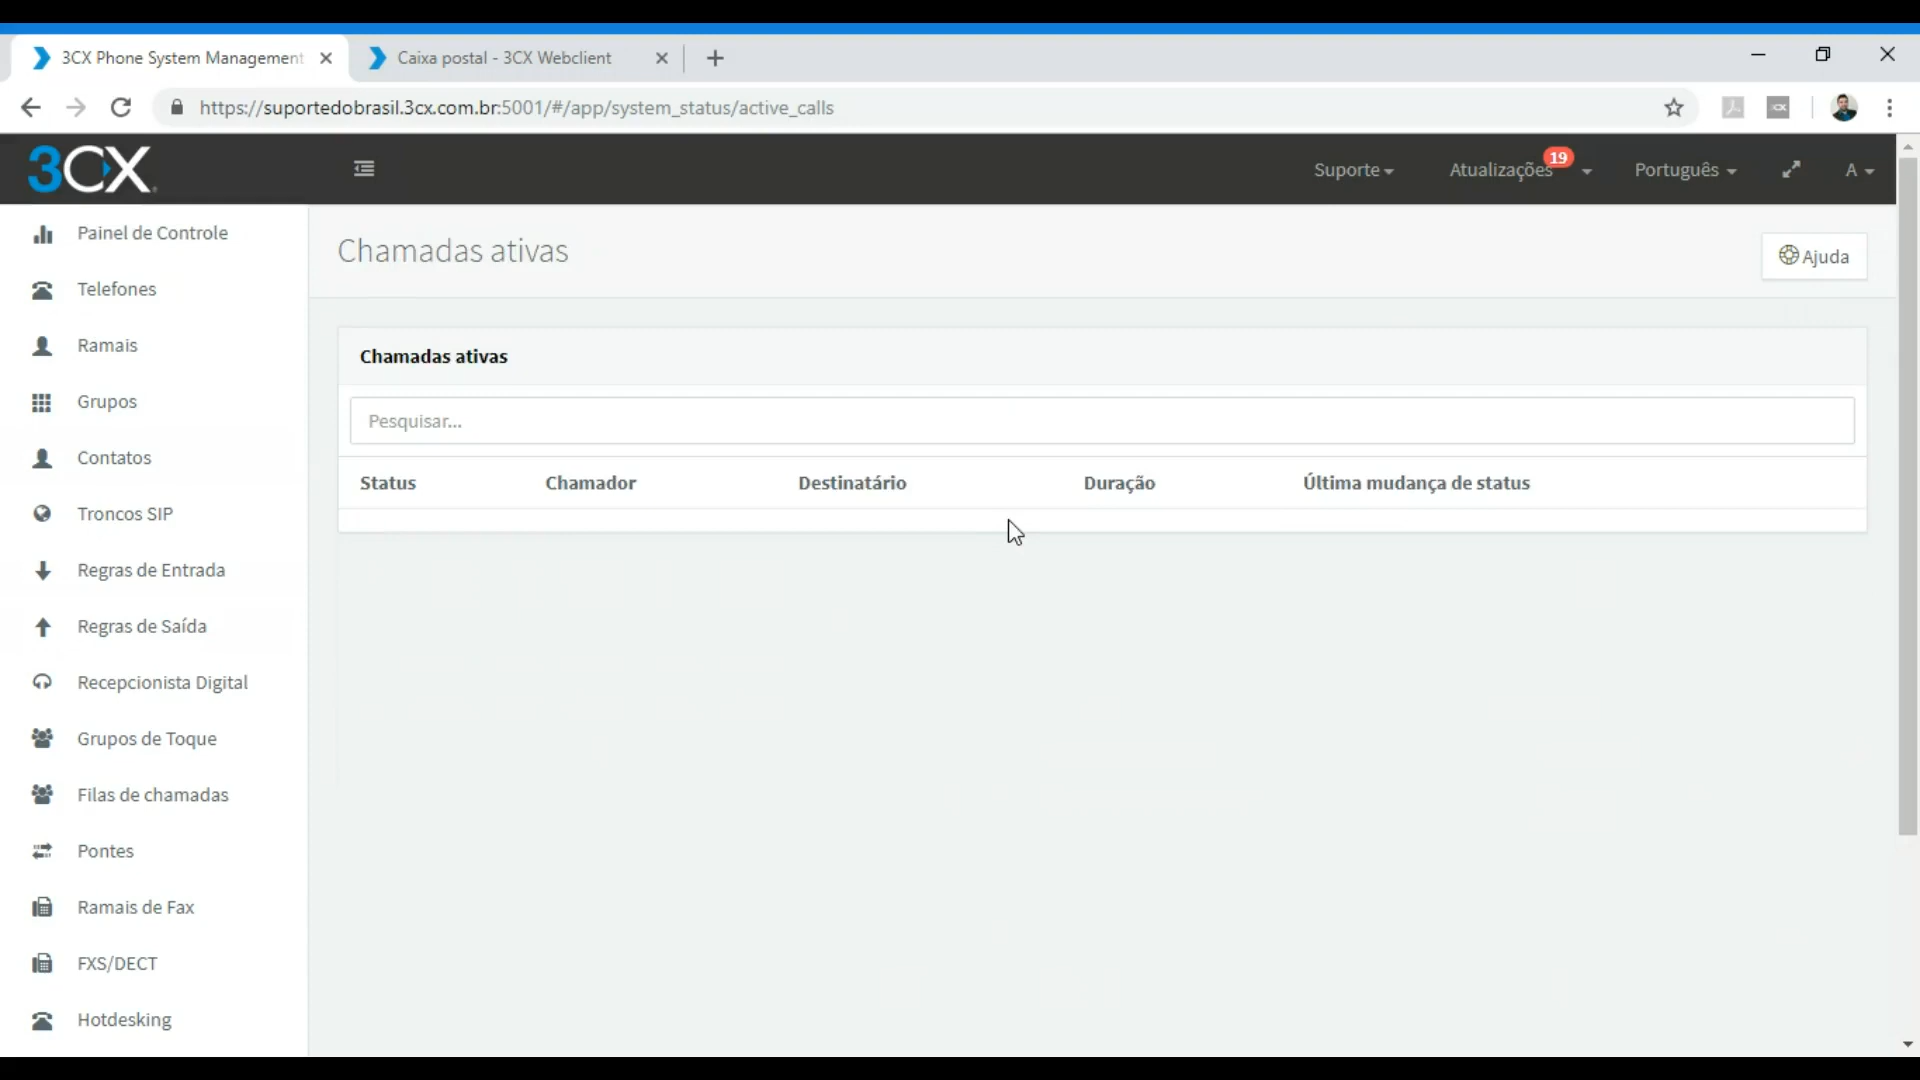 3CX Phone System Management
Caixa postal - 3CX Webclient
https://suportedobrasil.3cx.com.br:5001/#/app/system_status/active_calls
3CX
Suporte
Atualizações
19
Português
A
Painel de Controle
Telefones
Ramais
Grupos
Contatos
Troncos SIP
Regras de Entrada
Regras de Saída
Recepcionista Digital
Grupos de Toque
Filas de chamadas
Pontes
Ramais de Fax
FXS/DECT
Hotdesking
Chamadas ativas
Ajuda
Chamadas ativas
Pesquisar...
Status Chamador Destinatário Duração Última mudança de status